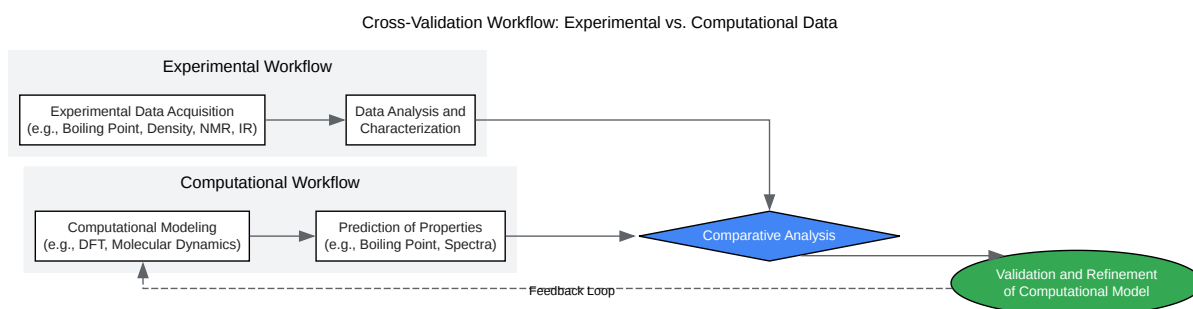 Cross-Validation Workflow: Experimental vs. Computational Data
Experimental Workflow
Experimental Data Acquisition
(e.g., Boiling Point, Density, NMR, IR)
Data Analysis and
Characterization
Computational Workflow
Computational Modeling
(e.g., DFT, Molecular Dynamics)
Prediction of Properties
(e.g., Boiling Point, Spectra)
Comparative Analysis
Validation and Refinement
of Computational Model
Feedback Loop